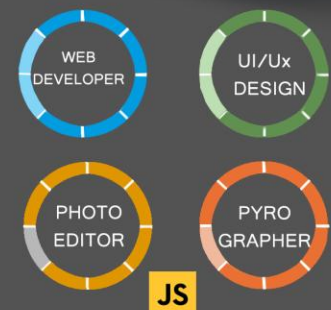 WEB
DEVELOPER
UI/Ux
DESIGN
PHOTO
EDITOR
PYRO
GRAPHER
JS